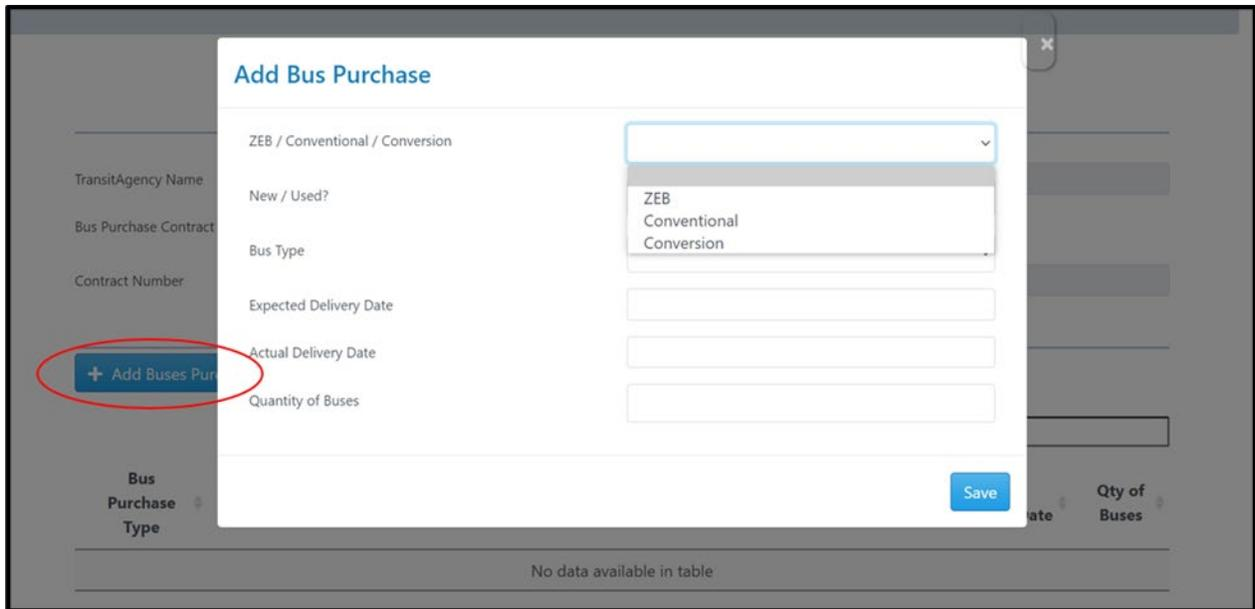 ×
Add Bus Purchase
ZEB / Conventional / Conversion
ZEB
Conventional
Conversion
New / Used?
Bus Type
Expected Delivery Date
Actual Delivery Date
Quantity of Buses
Save
TransitAgency Name
Bus Purchase Contract
Contract Number
+ Add Buses
Bus
Purchase
Type
Qty of
Buses
No data available in table